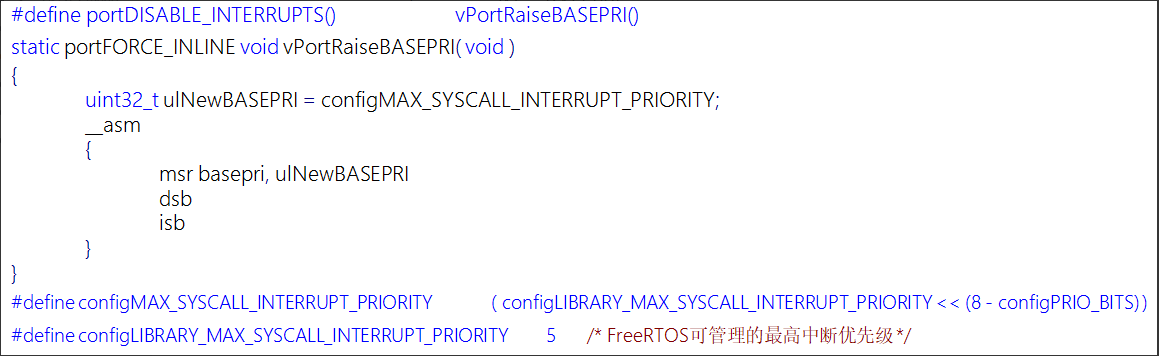 #define portDISABLE_INTERRUPTS() vPortRaiseBASEPRI()
static portFORCE_INLINE void vPortRaiseBASEPRI( void )
{
uint32_t ulNewBASEPRI = configMAX_SYSCALL_INTERRUPT_PRIORITY;
__asm
{
msr basepri, ulNewBASEPRI
dsb
isb
}
}
#define configMAX_SYSCALL_INTERRUPT_PRIORITY ( configLIBRARY_MAX_SYSCALL_INTERRUPT_PRIORITY << (8 - configPRIO_BITS) )
#define configLIBRARY_MAX_SYSCALL_INTERRUPT_PRIORITY 5 /* FreeRTOS可管理的最高中断优先级 */